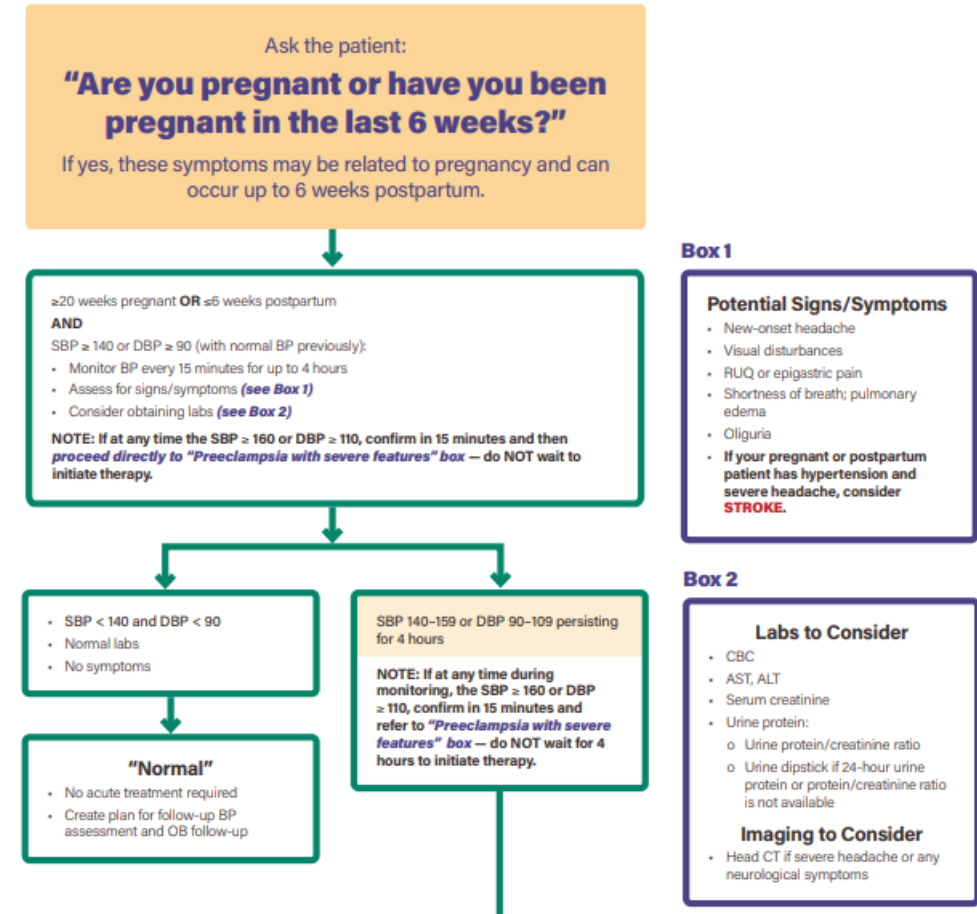 Ask the patient:
“Are you pregnant or have you been
pregnant in the last 6 weeks?”
If yes, these symptoms may be related to pregnancy and can
occur up to 6 weeks postpartum.
≥20 weeks pregnant OR ≤6 weeks postpartum
AND
SBP ≥ 140 or DBP ≥ 90 (with normal BP previously):
• Monitor BP every 15 minutes for up to 4 hours
• Assess for signs/symptoms (see Box 1)
• Consider obtaining labs (see Box 2)
NOTE: If at any time the SBP ≥ 160 or DBP ≥ 110, confirm in 15 minutes and then
proceed directly to “Preeclampsia with severe features” box — do NOT wait to
initiate therapy.
Box 1
Potential Signs/Symptoms
• New-onset headache
• Visual disturbances
• RUQ or epigastric pain
• Shortness of breath; pulmonary
edema
• Oliguria
• If your pregnant or postpartum
patient has hypertension and
severe headache, consider
STROKE.
• SBP < 140 and DBP < 90
• Normal labs
• No symptoms
“Normal”
• No acute treatment required
• Create plan for follow-up BP
assessment and OB follow-up
SBP 140–159 or DBP 90–109 persisting
for 4 hours
NOTE: If at any time during
monitoring, the SBP ≥ 160 or DBP
≥ 110, confirm in 15 minutes and
refer to “Preeclampsia with severe
features” box — do NOT wait for 4
hours to initiate therapy.
Box 2
Labs to Consider
• CBC
• AST, ALT
• Serum creatinine
• Urine protein:
o Urine protein/creatinine ratio
o Urine dipstick if 24-hour urine
protein or protein/creatinine ratio
is not available
Imaging to Consider
• Head CT if severe headache or any
neurological symptoms